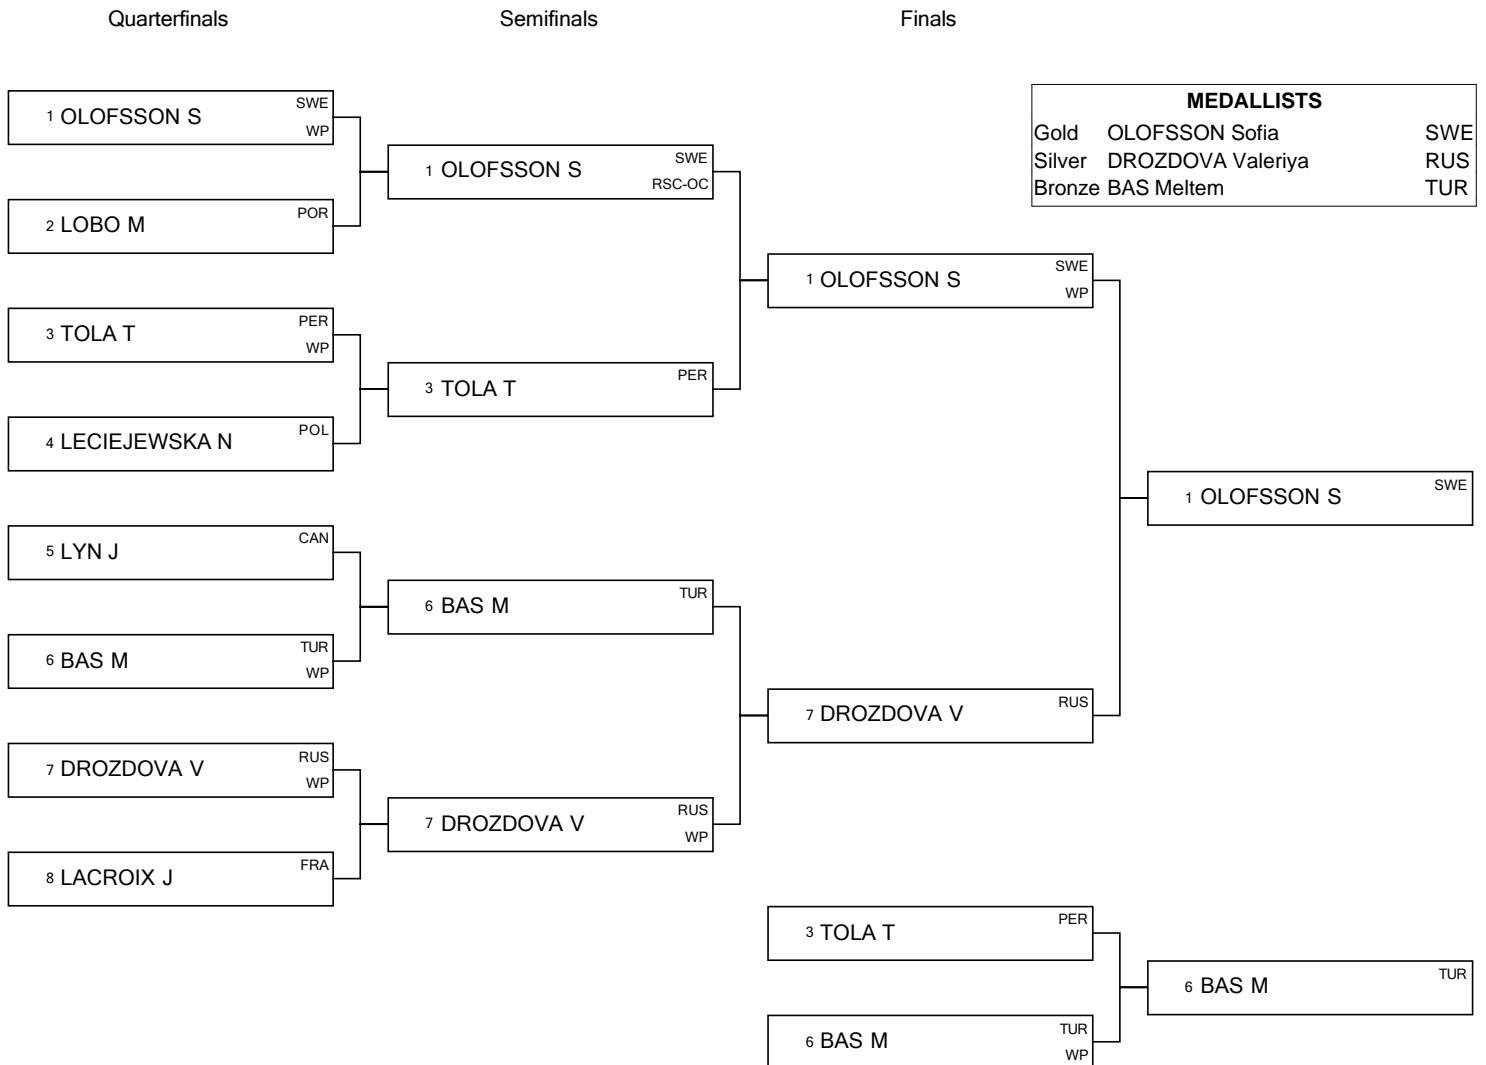 Quarterfinals Semifinals Finals
MEDALLISTS
Gold OLOFSSON Sofia SWE
Silver DROZDOVA Valeriya RUS
Bronze BAS Meltem TUR
1 OLOFSSON S SWE
WP
2 LOBO M POR
3 TOLA T PER
WP
4 LECIEJEWSKA N POL
5 LYN J CAN
6 BAS M TUR
WP
7 DROZDOVA V RUS
WP
8 LACROIX J FRA
1 OLOFSSON S SWE
RSC-OC
3 TOLA T PER
6 BAS M TUR
7 DROZDOVA V RUS
WP
1 OLOFSSON S SWE
WP
7 DROZDOVA V RUS
3 TOLA T PER
6 BAS M TUR
WP
1 OLOFSSON S SWE
6 BAS M TUR